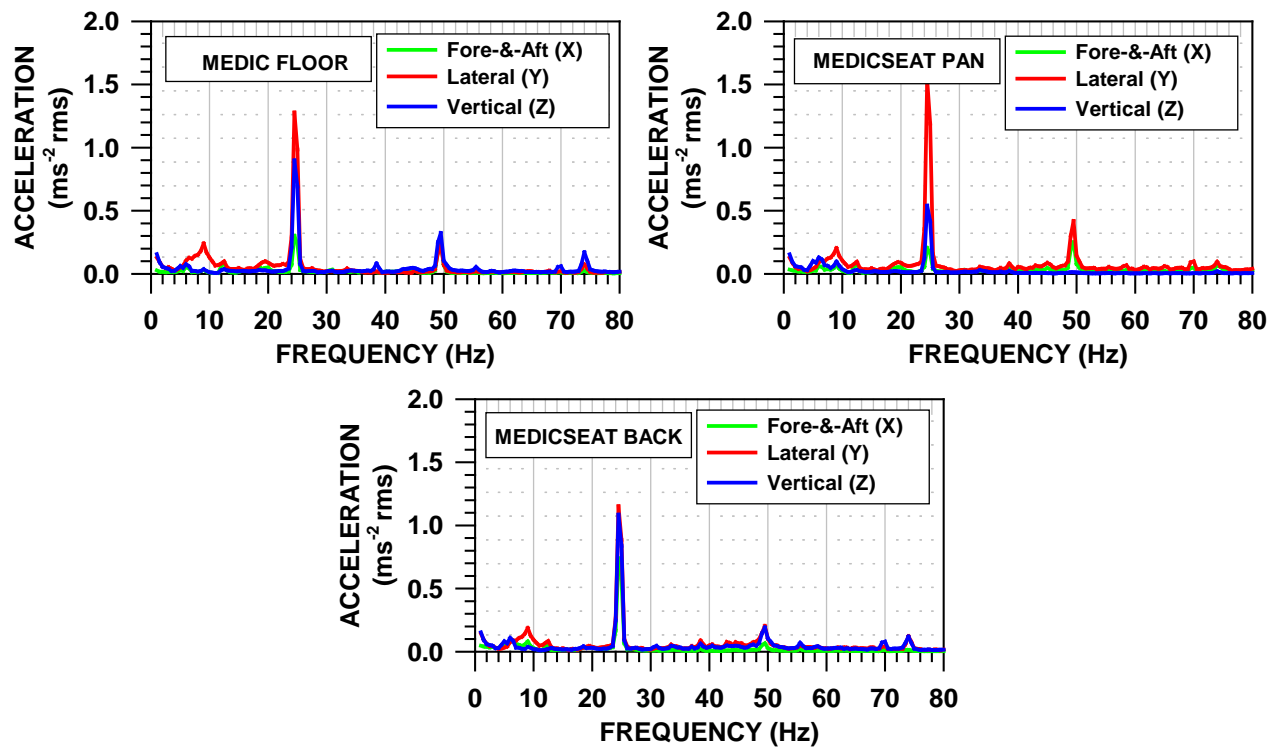 2.0
1.5
1.0
0.5
0.0
ACCELERATION
(ms⁻² rms)
MEDIC FLOOR
Fore-&-Aft (X)
Lateral (Y)
Vertical (Z)
0 10 20 30 40 50 60 70 80
FREQUENCY (Hz)
2.0
1.5
1.0
0.5
0.0
ACCELERATION
(ms⁻² rms)
MEDICSEAT PAN
Fore-&-Aft (X)
Lateral (Y)
Vertical (Z)
0 10 20 30 40 50 60 70 80
FREQUENCY (Hz)
2.0
1.5
1.0
0.5
0.0
ACCELERATION
(ms⁻² rms)
MEDICSEAT BACK
Fore-&-Aft (X)
Lateral (Y)
Vertical (Z)
0 10 20 30 40 50 60 70 80
FREQUENCY (Hz)